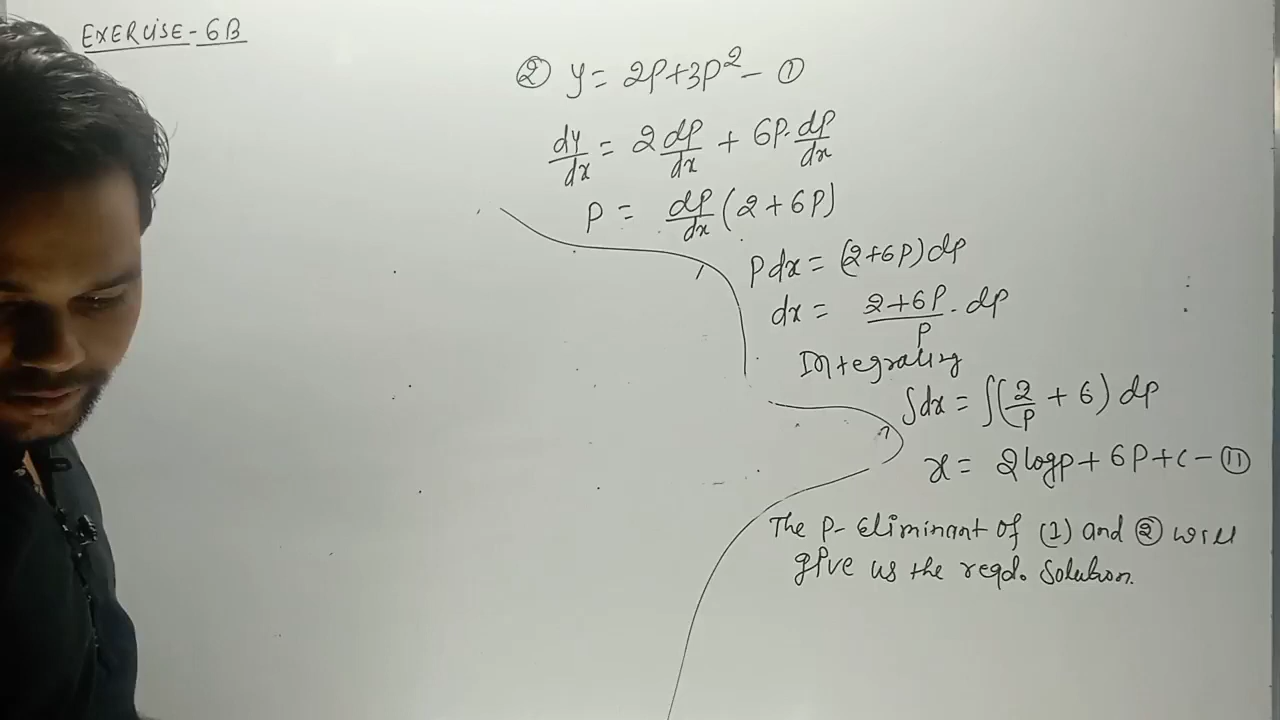 EXERCISE-6B
② y = 2p+3p² - ①
dy/dx = 2 dp/dx + 6p. dp/dx
p = dp/dx (2+6p)
pdx = (2+6p)dp
dx = 2+6p/p . dp
Integrating
∫dx = ∫(2/p + 6) dp
x = 2logp + 6p + c - ⑪
The p-eliminant of (1) and ② will
give us the reqd. solution.